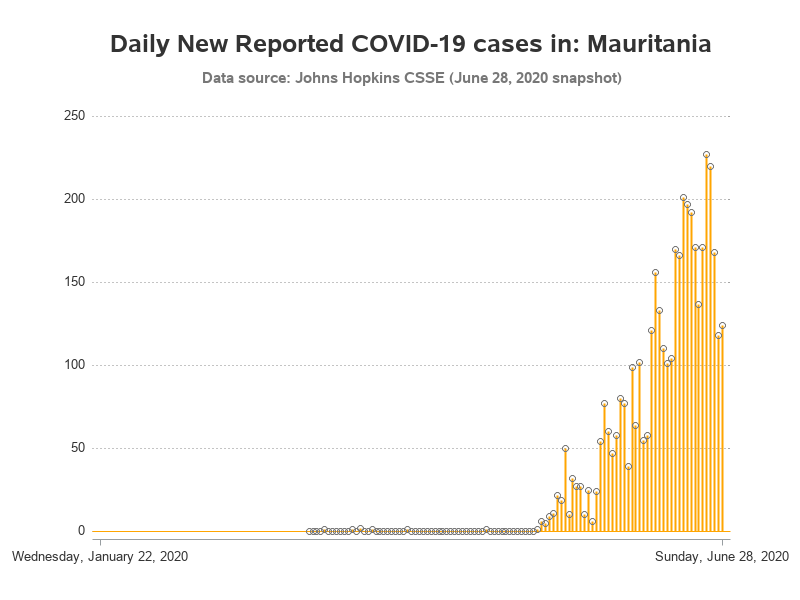 Daily New Reported COVID-19 cases in: Mauritania
Data source: Johns Hopkins CSSE (June 28, 2020 snapshot)
250
200
150
100
50
0
Wednesday, January 22, 2020
Sunday, June 28, 2020